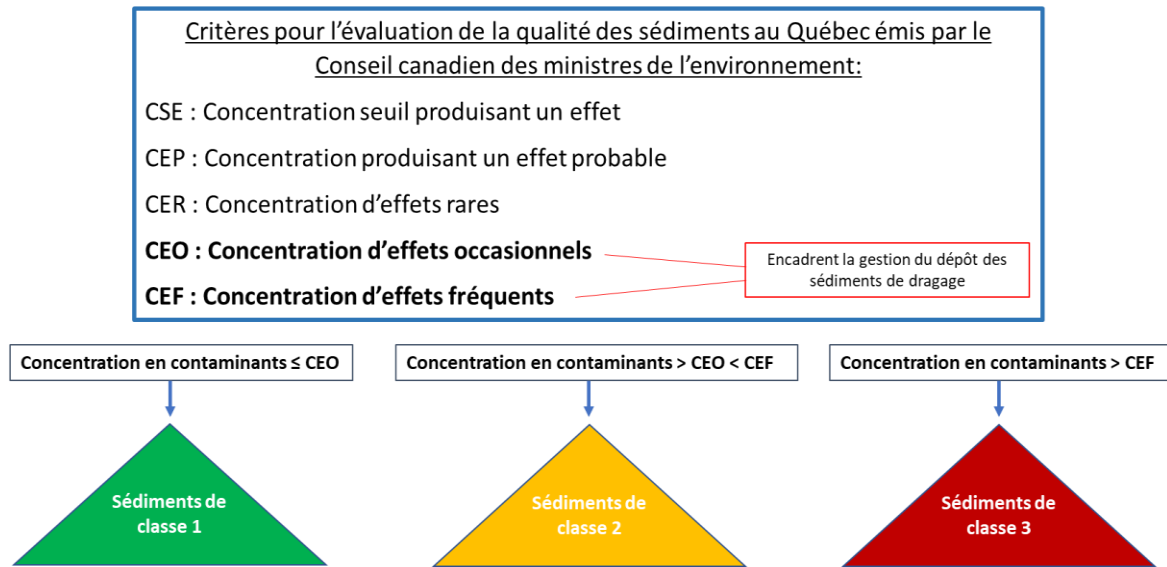 Critères pour l'évaluation de la qualité des sédiments au Québec émis par le
Conseil canadien des ministres de l'environnement:
CSE : Concentration seuil produisant un effet
CEP : Concentration produisant un effet probable
CER : Concentration d'effets rares
CEO : Concentration d'effets occasionnels
CEF : Concentration d'effets fréquents
Encadrent la gestion du dépôt des
sédiments de dragage
Concentration en contaminants ≤ CEO
Concentration en contaminants > CEO < CEF
Concentration en contaminants > CEF
Sédiments de
classe 1
Sédiments de
classe 2
Sédiments de
classe 3